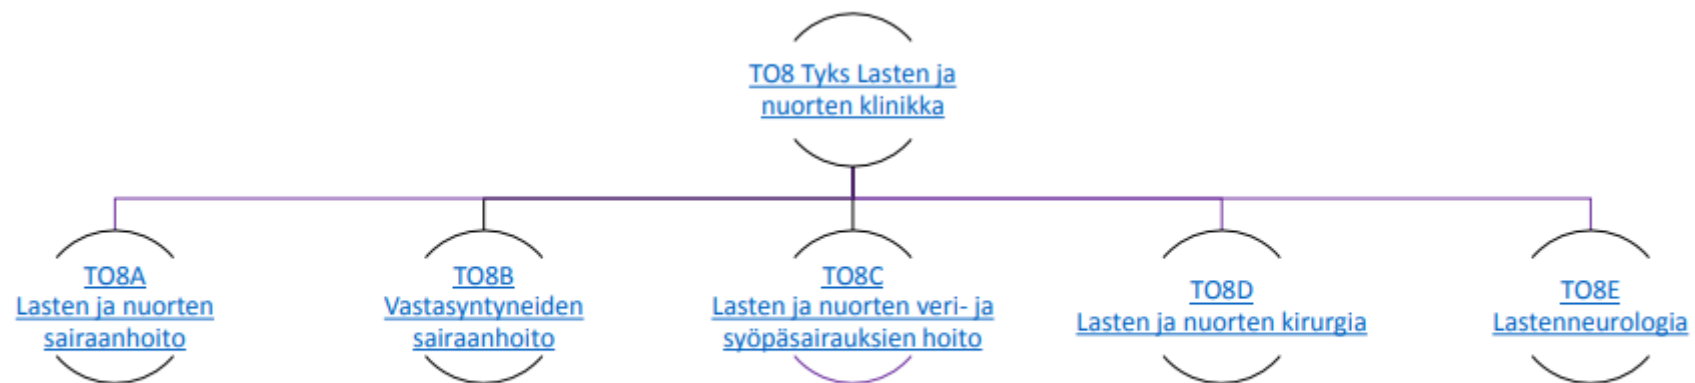 TO8 Tyks Lasten ja
nuorten klinikka
TO8A
Lasten ja nuorten
sairaanhoito
TO8B
Vastasyntyneiden
sairaanhoito
TO8C
Lasten ja nuorten veri- ja
syöpäsairauksien hoito
TO8D
Lasten ja nuorten kirurgia
TO8E
Lastenneurologia